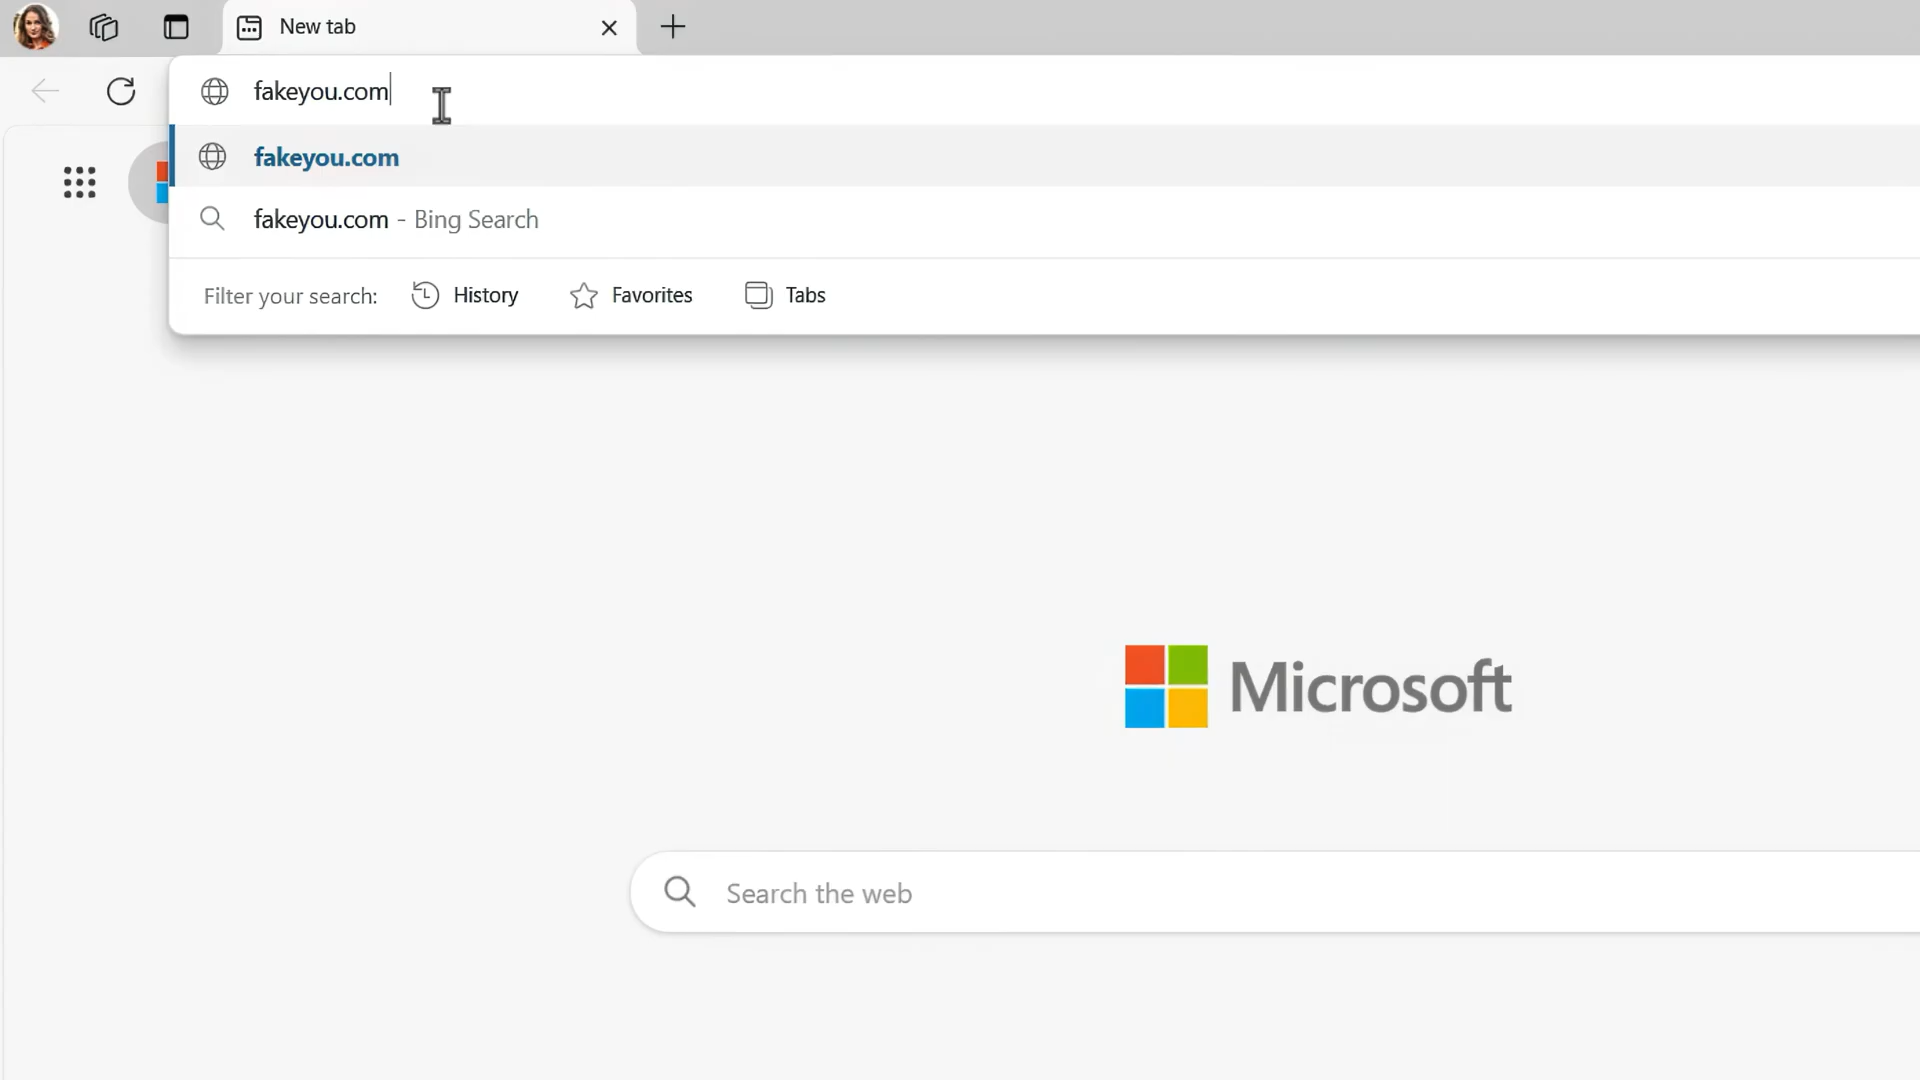 New tab
fakeyou.com
fakeyou.com
fakeyou.com - Bing Search
Filter your search: History Favorites Tabs
Microsoft
Search the web